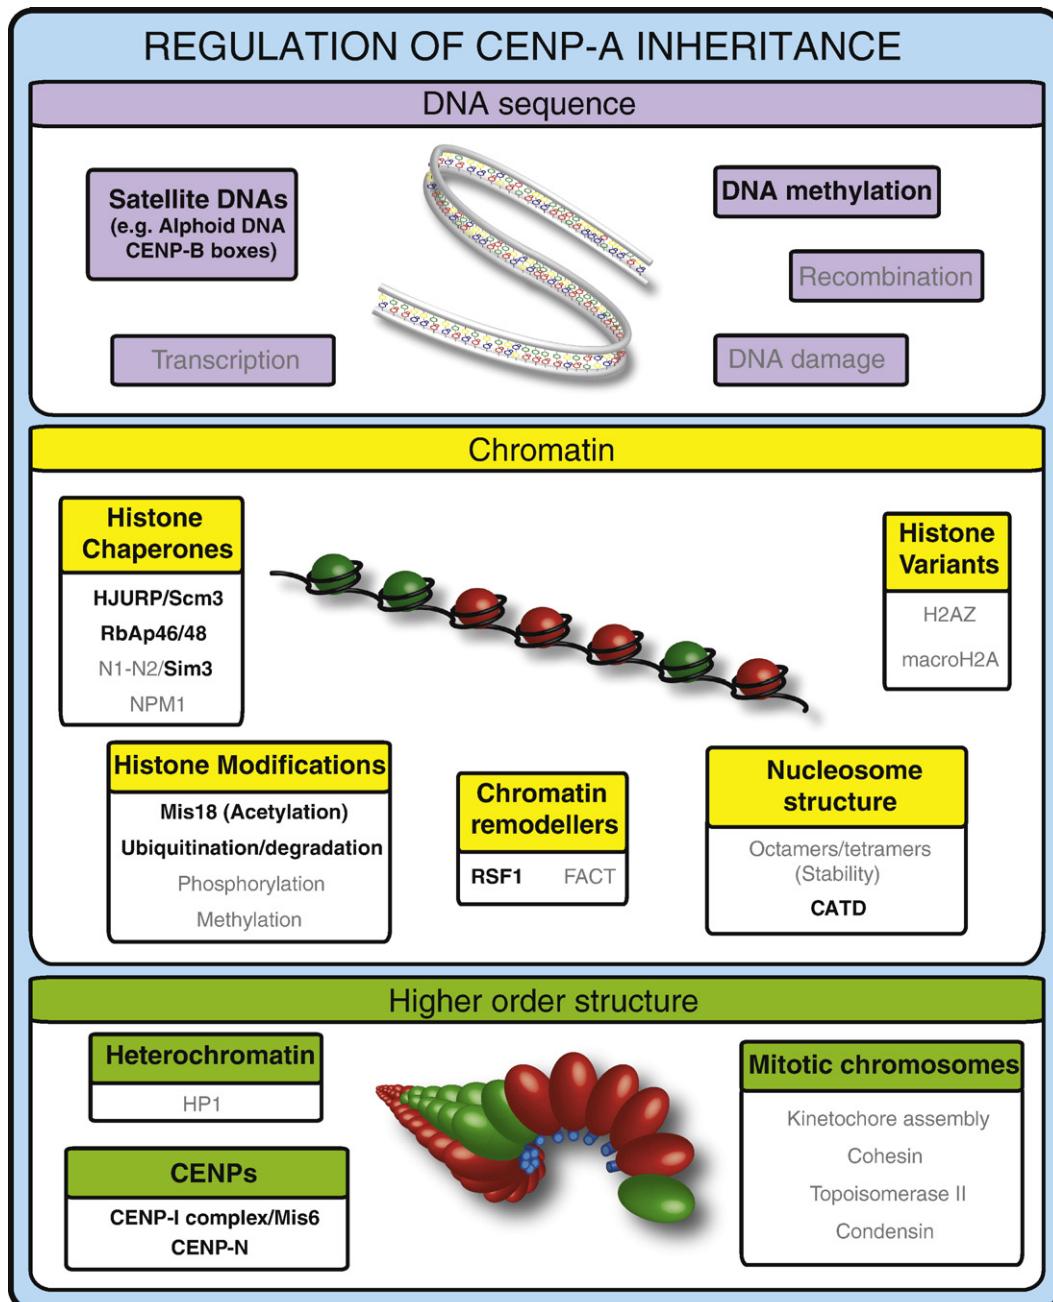 REGULATION OF CENP-A INHERITANCE
DNA sequence
Satellite DNAs
(e.g. Alphoid DNA
CENP-B boxes)
DNA methylation
Recombination
Transcription
DNA damage
Chromatin
Histone
Chaperones
HJURP/Scm3
RbAp46/48
N1-N2/Sim3
NPM1
Histone
Variants
H2AZ
macroH2A
Histone Modifications
Mis18 (Acetylation)
Ubiquitination/degradation
Phosphorylation
Methylation
Chromatin
remodellers
RSF1 FACT
Nucleosome
structure
Octamers/tetramers
(Stability)
CATD
Higher order structure
Heterochromatin
HP1
CENPs
CENP-I complex/Mis6
CENP-N
Mitotic chromosomes
Kinetochore assembly
Cohesin
Topoisomerase II
Condensin